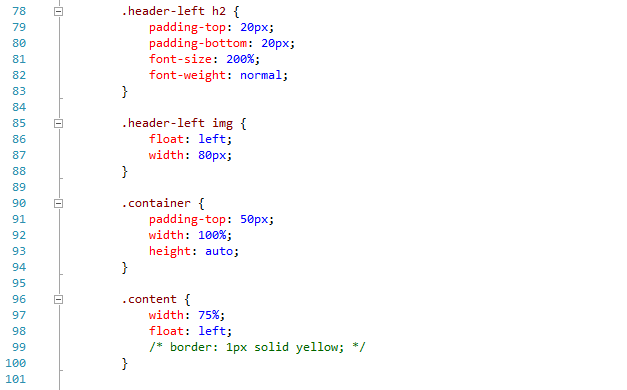 78 .header-left h2 {
79 padding-top: 20px;
80 padding-bottom: 20px;
81 font-size: 200%;
82 font-weight: normal;
83 }
84
85 .header-left img {
86 float: left;
87 width: 80px;
88 }
89
90 .container {
91 padding-top: 50px;
92 width: 100%;
93 height: auto;
94 }
95
96 .content {
97 width: 75%;
98 float: left;
99 /* border: 1px solid yellow; */
100 }
101